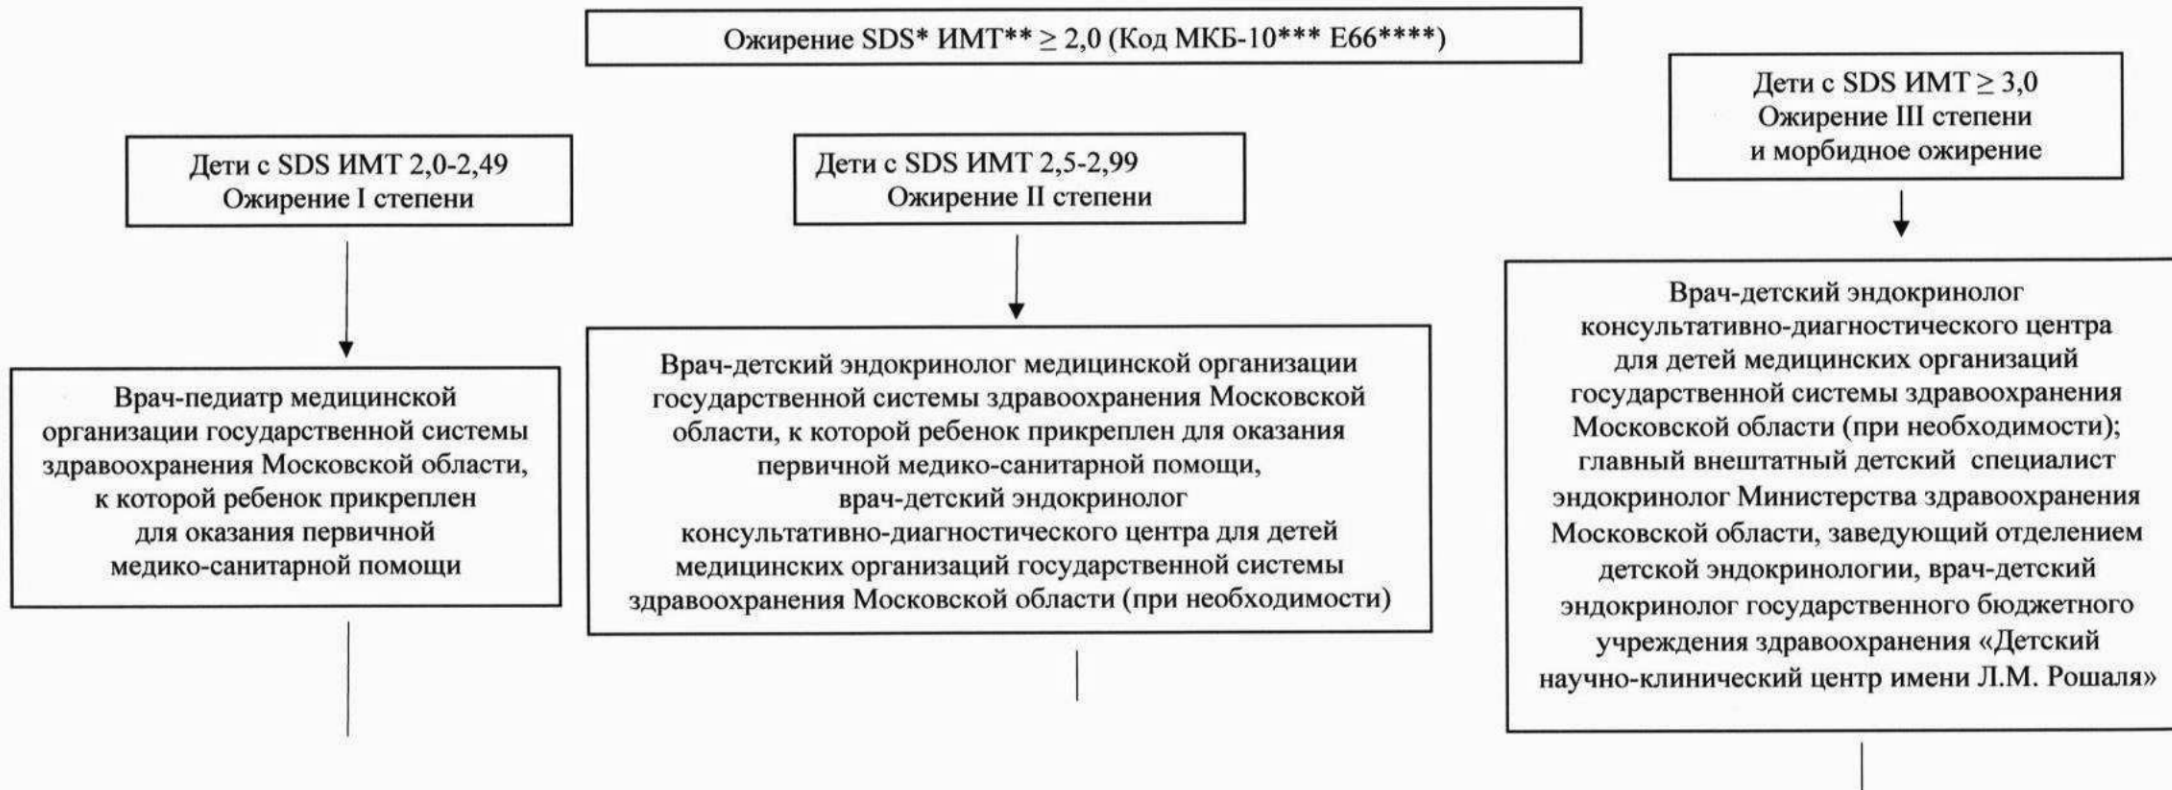 Ожирение SDS* ИМТ** ≥ 2,0 (Код МКБ-10*** E66****)
Дети с SDS ИМТ 2,0-2,49
Ожирение I степени
Врач-педиатр медицинской
организации государственной системы
здравоохранения Московской области,
к которой ребенок прикреплен
для оказания первичной
медико-санитарной помощи
Дети с SDS ИМТ 2,5-2,99
Ожирение II степени
Врач-детский эндокринолог медицинской организации
государственной системы здравоохранения Московской
области, к которой ребенок прикреплен для оказания
первичной медико-санитарной помощи,
врач-детский эндокринолог
консультативно-диагностического центра для детей
медицинских организаций государственной системы
здравоохранения Московской области (при необходимости)
Дети с SDS ИМТ ≥ 3,0
Ожирение III степени
и морбидное ожирение
Врач-детский эндокринолог
консультативно-диагностического центра
для детей медицинских организаций
государственной системы здравоохранения
Московской области (при необходимости);
главный внештатный детский специалист
эндокринолог Министерства здравоохранения
Московской области, заведующий отделением
детской эндокринологии, врач-детский
эндокринолог государственного бюджетного
учреждения здравоохранения «Детский
научно-клинический центр имени Л.М. Рошаля»